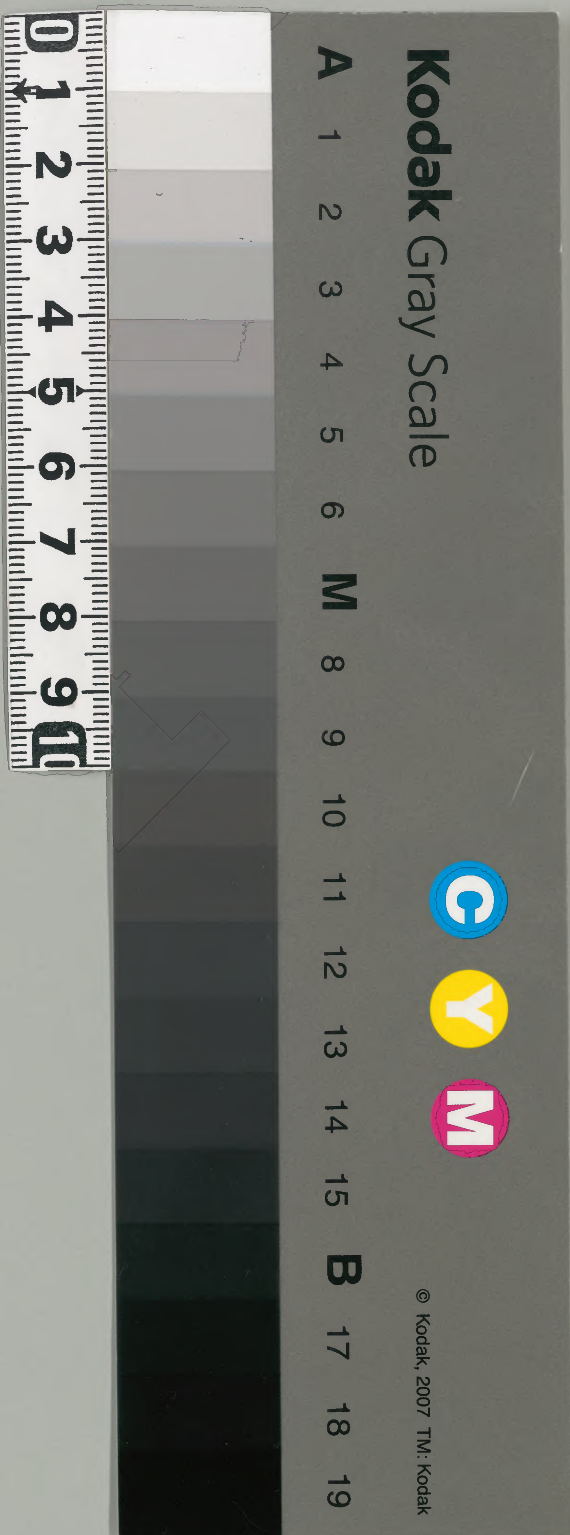 0 1 2 3 4 5 6 7 8 9 10
A 1 2 3 4 5 6 M 8 9 10 11 12 13 14 15 B 17 18 19
Kodak Gray Scale
C Y M
© Kodak, 2007 TM: Kodak